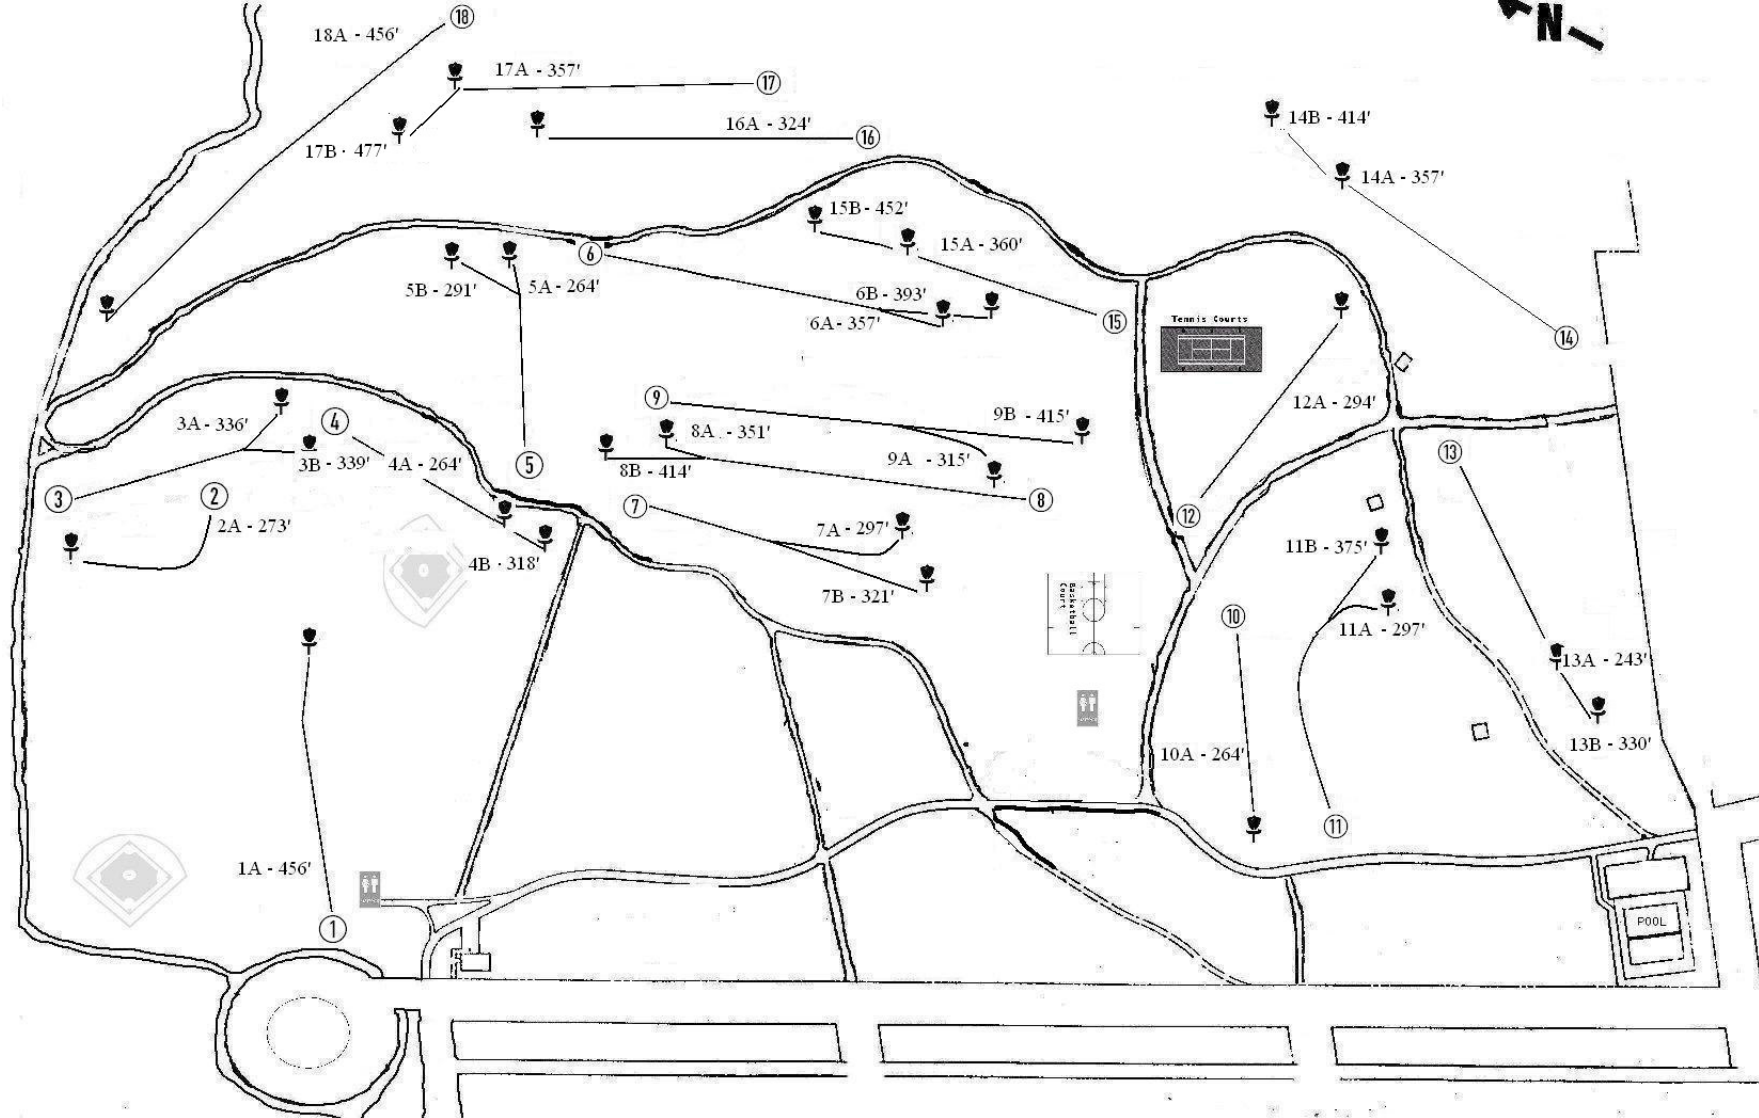 18
18A - 456'
N
17A - 357'
17
14B - 414'
16A - 324'
16
17B - 477'
14A - 357'
15B - 452'
15A - 360'
6
5B - 291'
5A - 264'
6B - 393'
6A - 357'
15
Tennis Courts
14
9
12A - 294'
3A - 336'
4
8A - 351'
9B - 415'
3B - 339'
4A - 264'
5
8B - 414'
9A - 315'
13
3
2
7
8
12
2A - 273'
7A - 297'
11B - 375'
4B - 318'
7B - 321'
Basketball
Court
10
11A - 297'
13A - 243'
13B - 330'
10A - 264'
11
1A - 456'
1
POOL